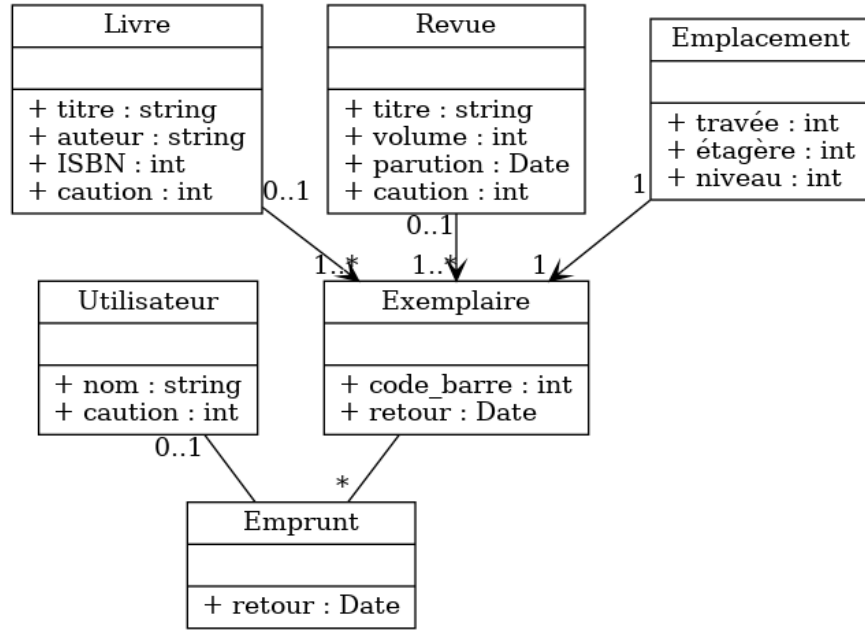 Livre
+ titre : string
+ auteur : string
+ ISBN : int
+ caution : int
Revue
+ titre : string
+ volume : int
+ parution : Date
+ caution : int
Emplacement
+ travée : int
+ étagère : int
+ niveau : int
0..1
0..1
1
1..*
1..*
1
Utilisateur
+ nom : string
+ caution : int
Exemplaire
+ code_barre : int
+ retour : Date
0..1
*
Emprunt
+ retour : Date